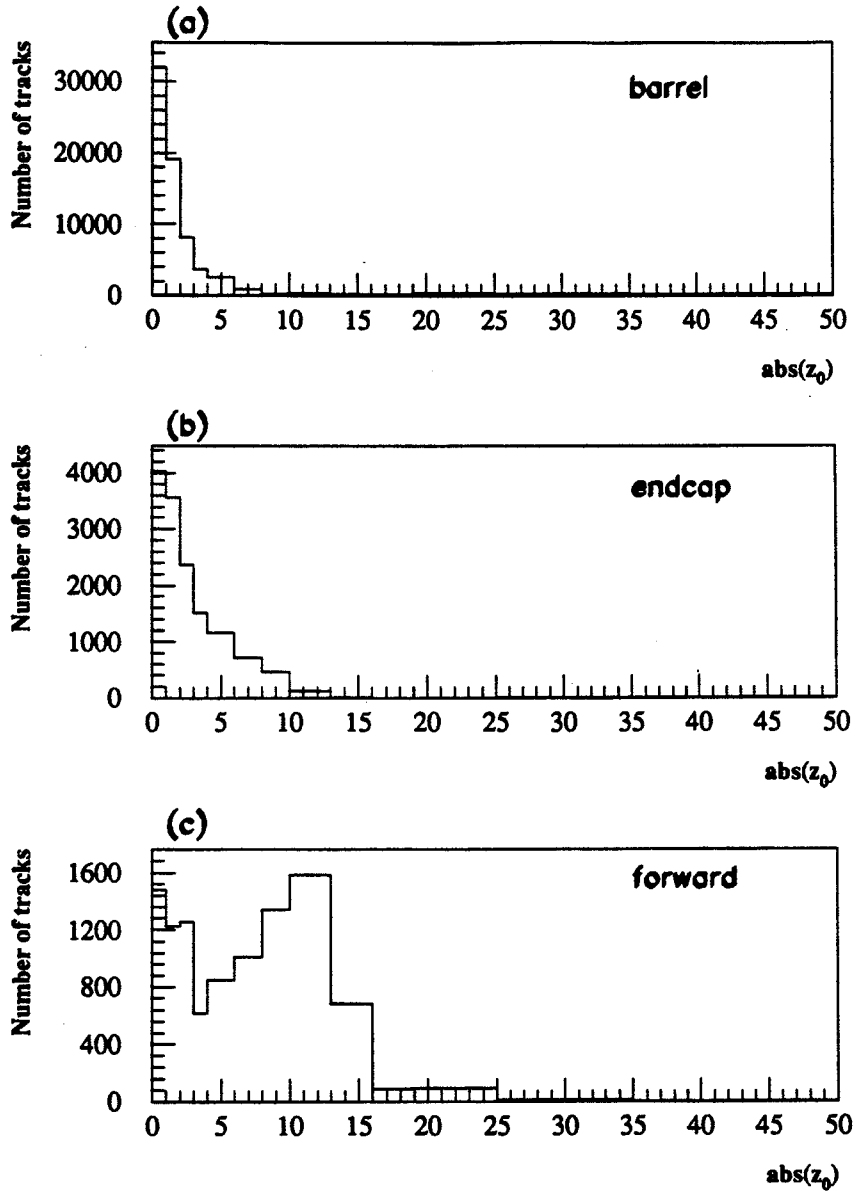 (a)
Number of tracks
30000
20000
10000
0
barrel
0 5 10 15 20 25 30 35 40 45 50
abs(z₀)
(b)
Number of tracks
4000
3000
2000
1000
0
endcap
0 5 10 15 20 25 30 35 40 45 50
abs(z₀)
(c)
Number of tracks
1600
1200
800
400
0
forward
0 5 10 15 20 25 30 35 40 45 50
abs(z₀)